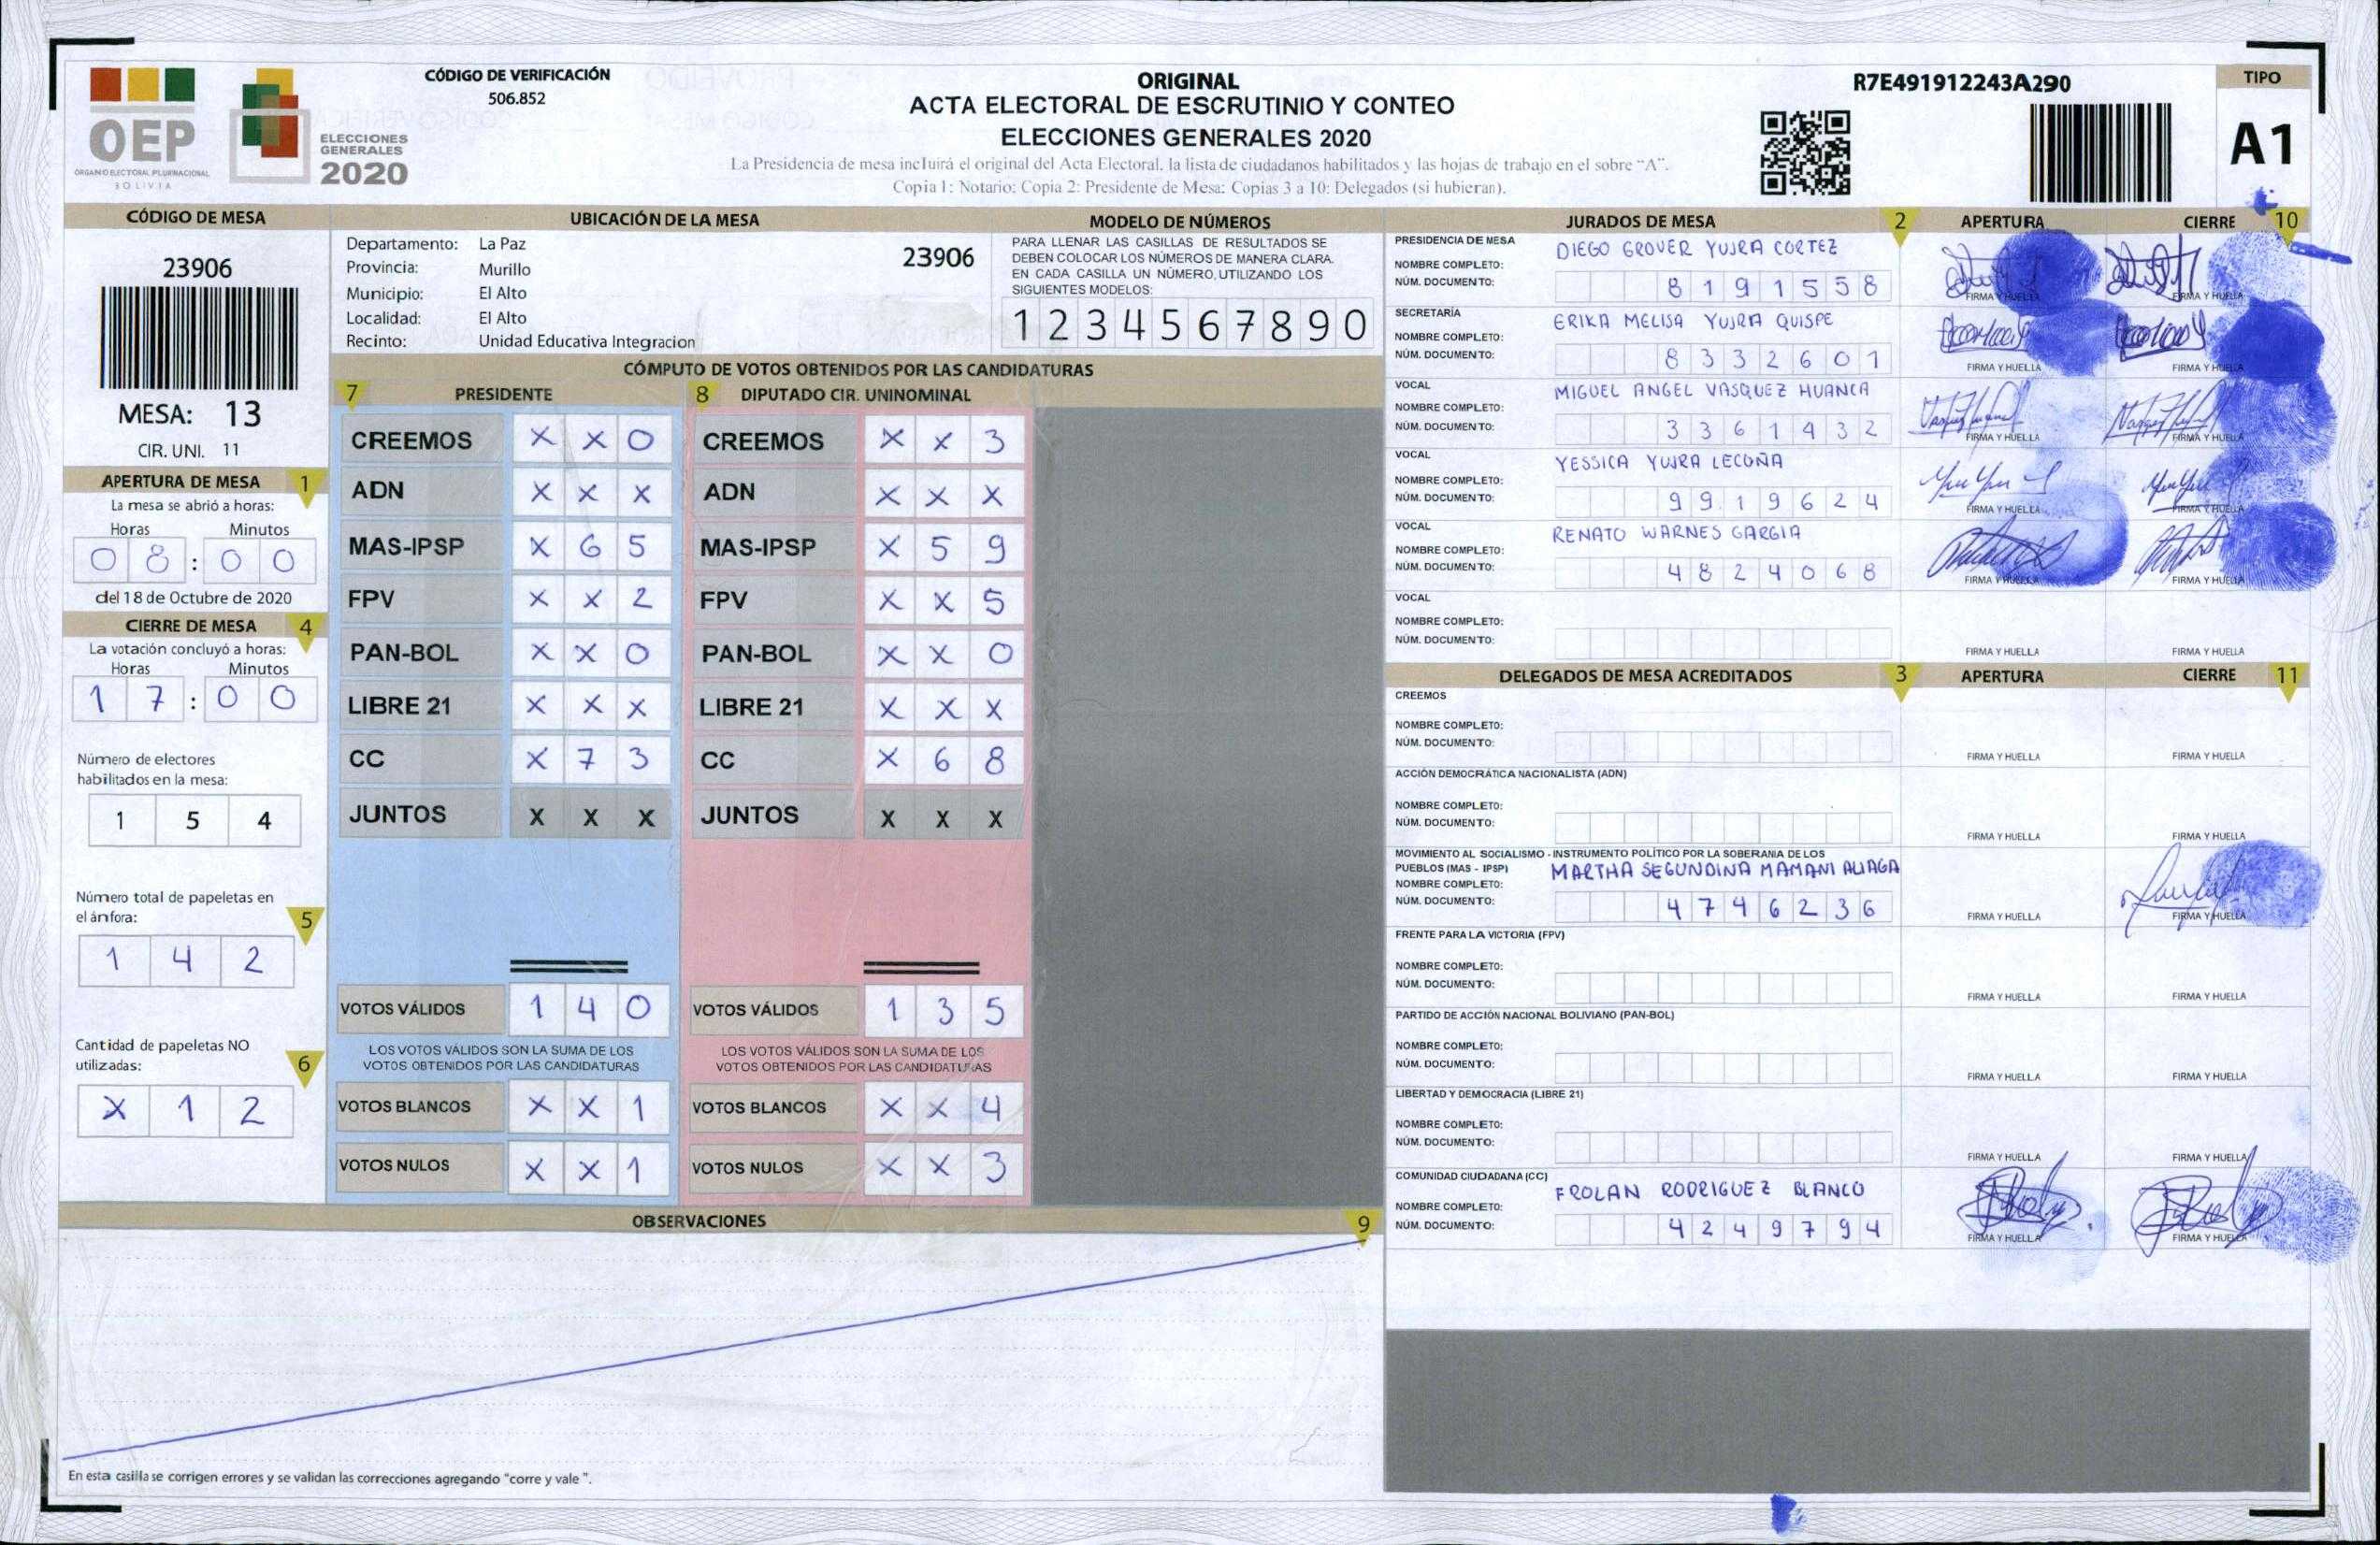 OEP
ÓRGANO ELECTORAL PLURINACIONAL
BOLIVIA
ELECCIONES
GENERALES
2020
CÓDIGO DE VERIFICACIÓN
506.852
ORIGINAL
ACTA ELECTORAL DE ESCRUTINIO Y CONTEO
ELECCIONES GENERALES 2020
La Presidencia de mesa incluirá el original del Acta Electoral, la lista de ciudadanos habilitados y las hojas de trabajo en el sobre "A".
Copia 1: Notario; Copia 2: Presidente de Mesa; Copias 3 a 10: Delegados (si hubieran).
R7E491912243A290
TIPO
A1
CÓDIGO DE MESA
23906
MESA: 13
CIR. UNI. 11
APERTURA DE MESA 1
La mesa se abrió a horas:
Horas Minutos
0 8 : 0 0
del 18 de Octubre de 2020
CIERRE DE MESA 4
La votación concluyó a horas:
Horas Minutos
1 7 : 0 0
Número de electores
habilitados en la mesa:
1 5 4
Número total de papeletas en
el ánfora: 5
1 4 2
Cantidad de papeletas NO
utilizadas: 6
X 1 2
UBICACIÓN DE LA MESA
Departamento: La Paz 23906
Provincia: Murillo
Municipio: El Alto
Localidad: El Alto
Recinto: Unidad Educativa Integracion
MODELO DE NÚMEROS
PARA LLENAR LAS CASILLAS DE RESULTADOS SE
DEBEN COLOCAR LOS NÚMEROS DE MANERA CLARA.
EN CADA CASILLA UN NÚMERO, UTILIZANDO LOS
SIGUIENTES MODELOS:
1 2 3 4 5 6 7 8 9 0
CÓMPUTO DE VOTOS OBTENIDOS POR LAS CANDIDATURAS
7 PRESIDENTE 8 DIPUTADO CIR. UNINOMINAL
CREEMOS X X 0 CREEMOS X X 3
ADN X X X ADN X X X
MAS-IPSP X 6 5 MAS-IPSP X 5 9
FPV X X 2 FPV X X 5
PAN-BOL X X 0 PAN-BOL X X 0
LIBRE 21 X X X LIBRE 21 X X X
CC X 7 3 CC X 6 8
JUNTOS X X X JUNTOS X X X
VOTOS VÁLIDOS 1 4 0 VOTOS VÁLIDOS 1 3 5
LOS VOTOS VÁLIDOS SON LA SUMA DE LOS LOS VOTOS VÁLIDOS SON LA SUMA DE LOS
VOTOS OBTENIDOS POR LAS CANDIDATURAS VOTOS OBTENIDOS POR LAS CANDIDATURAS
VOTOS BLANCOS X X 1 VOTOS BLANCOS X X 4
VOTOS NULOS X X 1 VOTOS NULOS X X 3
OBSERVACIONES 9
En esta casilla se corrigen errores y se validan las correcciones agregando "corre y vale ".
JURADOS DE MESA 2 APERTURA CIERRE 10
PRESIDENCIA DE MESA
NOMBRE COMPLETO: DIEGO GROVER YUJRA CORTEZ
NÚM. DOCUMENTO: 8 1 9 1 5 5 8
FIRMA Y HUELLA FIRMA Y HUELLA
SECRETARÍA
NOMBRE COMPLETO: ERIKA MELISA YUJRA QUISPE
NÚM. DOCUMENTO: 8 3 3 2 6 0 1
FIRMA Y HUELLA FIRMA Y HUELLA
VOCAL
NOMBRE COMPLETO: MIGUEL ANGEL VASQUEZ HUANCA
NÚM. DOCUMENTO: 3 3 6 1 4 3 2
FIRMA Y HUELLA FIRMA Y HUELLA
VOCAL
NOMBRE COMPLETO: YESSICA YUJRA LECOÑA
NÚM. DOCUMENTO: 9 9 1 9 6 2 4
FIRMA Y HUELLA FIRMA Y HUELLA
VOCAL
NOMBRE COMPLETO: RENATO WARNES GARGIA
NÚM. DOCUMENTO: 4 8 2 4 0 6 8
FIRMA Y HUELLA FIRMA Y HUELLA
VOCAL
NOMBRE COMPLETO:
NÚM. DOCUMENTO:
FIRMA Y HUELLA FIRMA Y HUELLA
DELEGADOS DE MESA ACREDITADOS 3 APERTURA CIERRE 11
CREEMOS
NOMBRE COMPLETO:
NÚM. DOCUMENTO:
FIRMA Y HUELLA FIRMA Y HUELLA
ACCIÓN DEMOCRÁTICA NACIONALISTA (ADN)
NOMBRE COMPLETO:
NÚM. DOCUMENTO:
FIRMA Y HUELLA FIRMA Y HUELLA
MOVIMIENTO AL SOCIALISMO - INSTRUMENTO POLÍTICO POR LA SOBERANIA DE LOS
PUEBLOS (MAS - IPSP)
NOMBRE COMPLETO: MARTHA SEGUNDINA MAMANI ALIAGA
NÚM. DOCUMENTO: 4 7 4 6 2 3 6
FIRMA Y HUELLA FIRMA Y HUELLA
FRENTE PARA LA VICTORIA (FPV)
NOMBRE COMPLETO:
NÚM. DOCUMENTO:
FIRMA Y HUELLA FIRMA Y HUELLA
PARTIDO DE ACCIÓN NACIONAL BOLIVIANO (PAN-BOL)
NOMBRE COMPLETO:
NÚM. DOCUMENTO:
FIRMA Y HUELLA FIRMA Y HUELLA
LIBERTAD Y DEMOCRACIA (LIBRE 21)
NOMBRE COMPLETO:
NÚM. DOCUMENTO:
FIRMA Y HUELLA FIRMA Y HUELLA
COMUNIDAD CIUDADANA (CC)
NOMBRE COMPLETO: FROLAN RODRIGUEZ BLANCO
NÚM. DOCUMENTO: 4 2 4 9 7 9 4
FIRMA Y HUELLA FIRMA Y HUELLA